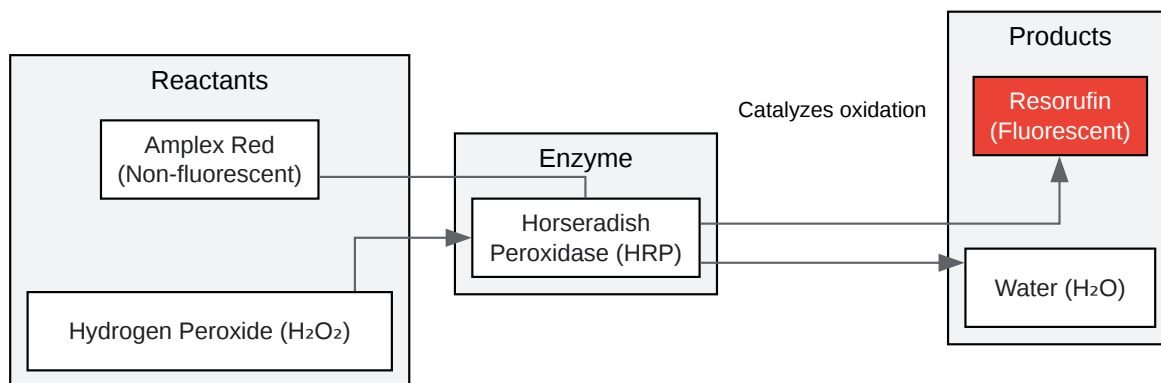 Reactants
Amplex Red
(Non-fluorescent)
Hydrogen Peroxide (H₂O₂)
Enzyme
Horseradish
Peroxidase (HRP)
Catalyzes oxidation
Products
Resorufin
(Fluorescent)
Water (H₂O)